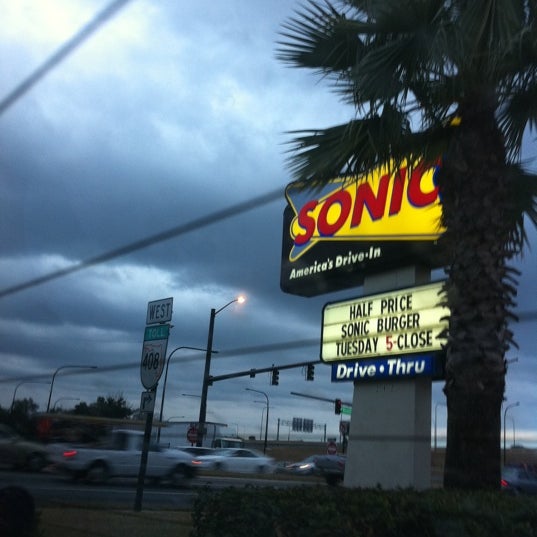 SONIC
America's Drive-In
HALF PRICE
SONIC BURGER
TUESDAY 5-CLOSE
Drive • Thru
WEST
TOLL
408